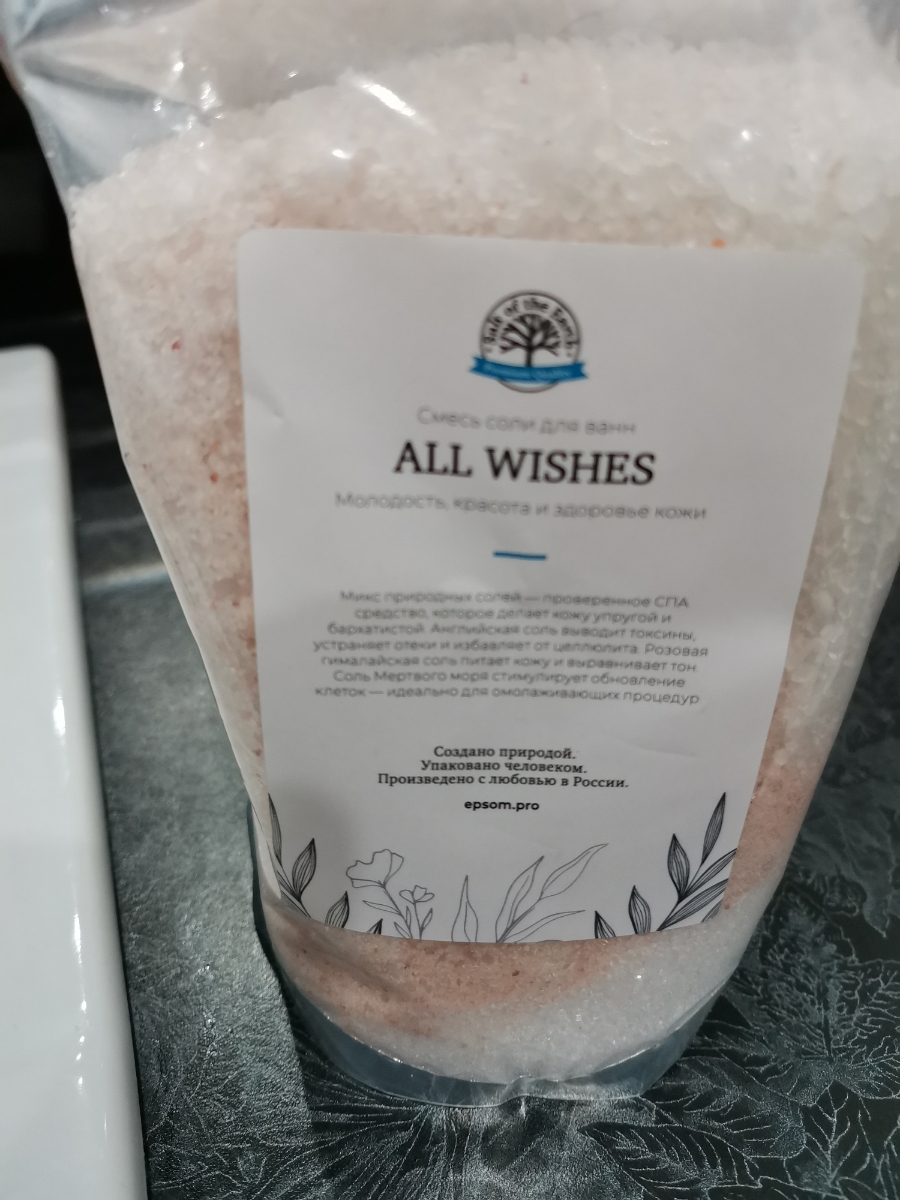 Salt of the Earth
Смесь соли для ванн
ALL WISHES
Молодость, красота и здоровье кожи
Микс природных солей — проверенное СПА
средство, которое делает кожу упругой и
бархатистой. Английская соль выводит токсины,
устраняет отеки и избавляет от целлюлита. Розовая
гималайская соль питает кожу и выравнивает тон.
Соль Мертвого моря стимулирует обновление
клеток — идеально для омолаживающих процедур
Создано природой.
Упаковано человеком.
Произведено с любовью в России.
epsom.pro